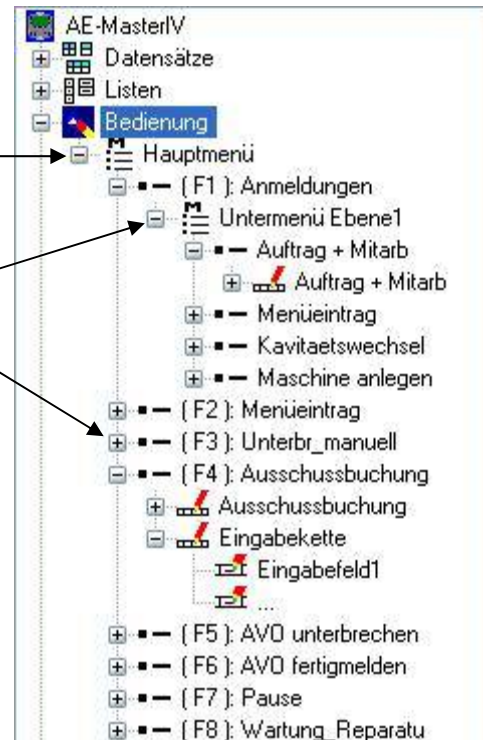 AE-MasterIV
Datensätze
Listen
Bedienung
Hauptmenü
( F1 ): Anmeldungen
Untermenü Ebene1
Auftrag + Mitarb
Auftrag + Mitarb
Menüeintrag
Kavitaetswechsel
Maschine anlegen
( F2 ): Menüeintrag
( F3 ): Unterbr_manuell
( F4 ): Ausschussbuchung
Ausschussbuchung
Eingabekette
Eingabefeld1
...
( F5 ): AVO unterbrechen
( F6 ): AVO fertigmelden
( F7 ): Pause
( F8 ): Wartung_Reparatu